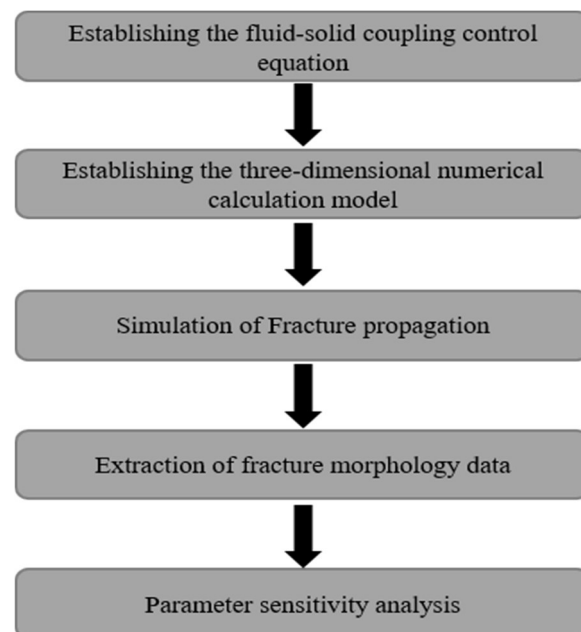 Establishing the fluid-solid coupling control
equation
Establishing the three-dimensional numerical
calculation model
Simulation of Fracture propagation
Extraction of fracture morphology data
Parameter sensitivity analysis